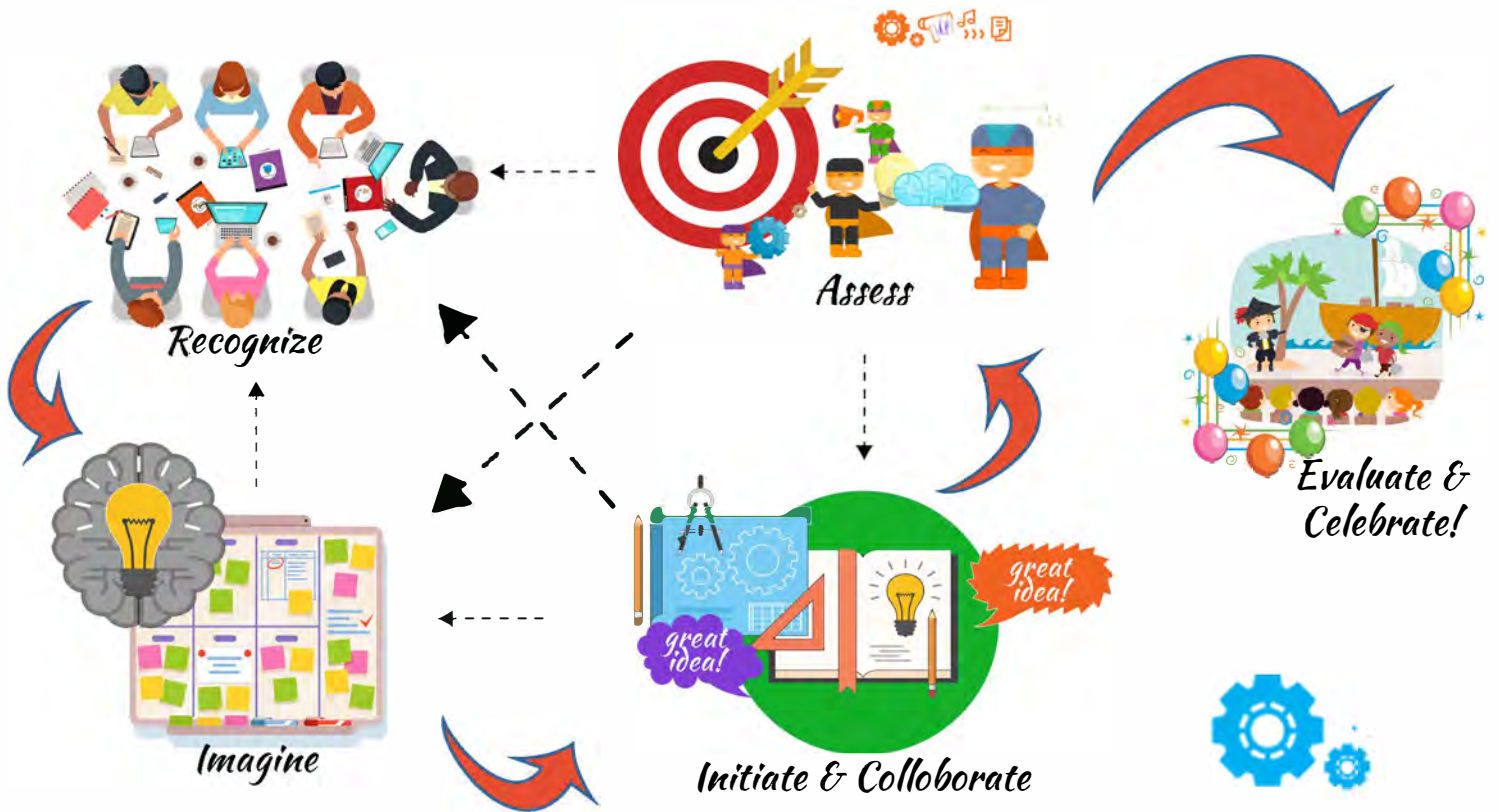 Recognize
Assess
Evaluate &
Celebrate!
Imagine
great
idea!
great
idea!
Initiate & Colloborate